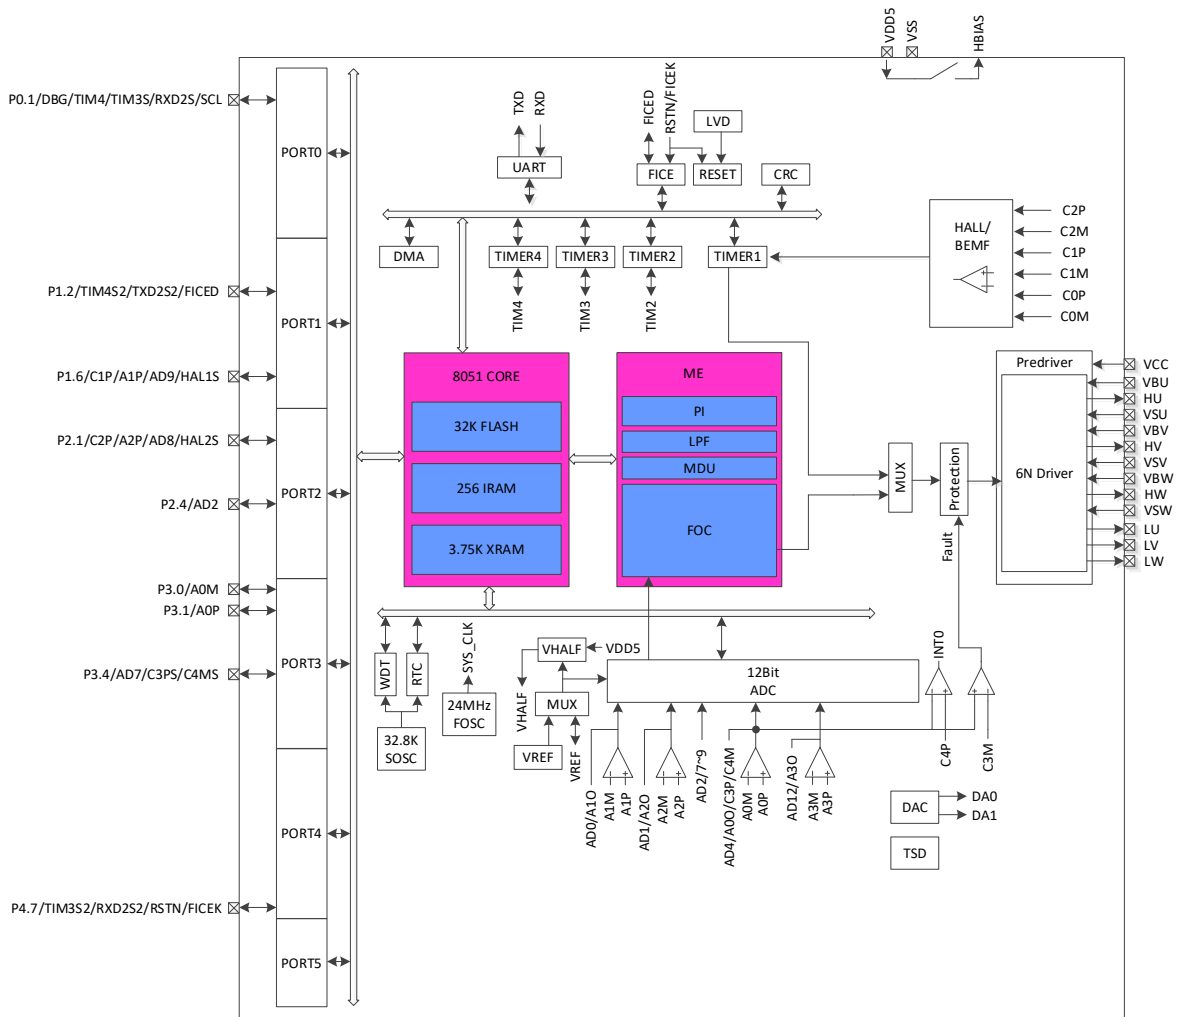 VDD5
VSS
HBIAS
P0.1/DBG/TIM4/TIM3S/RXD2S/SCL
PORT0
TXD
RXD
UART
FICED
RSTN/FICEK
LVD
FICE
RESET
CRC
DMA
TIMER4
TIMER3
TIMER2
TIMER1
TIM4
TIM3
TIM2
HALL/
BEMF
C2P
C2M
C1P
C1M
C0P
C0M
P1.2/TIM4S2/TXD2S2/FICED
PORT1
P1.6/C1P/A1P/AD9/HAL1S
P2.1/C2P/A2P/AD8/HAL2S
PORT2
P2.4/AD2
8051 CORE
32K FLASH
256 IRAM
3.75K XRAM
ME
PI
LPF
MDU
FOC
MUX
Protection
Fault
Predriver
6N Driver
VCC
VBU
HU
VSU
VBV
HV
VSV
VBW
HW
VSW
LU
LV
LW
P3.0/A0M
P3.1/A0P
PORT3
P3.4/AD7/C3PS/C4MS
WDT
RTC
SYS_CLK
32.8K
SOSC
24MHz
FOSC
VHALF
VDD5
VHALF
MUX
VREF
VREF
12Bit
ADC
INT0
C4P
C3M
AD0/A1O
A1M
A1P
AD1/A2O
A2M
A2P
AD2/7~9
AD4/A0O/C3P/C4M
A0M
A0P
AD12/A3O
A3M
A3P
DAC
DA0
DA1
TSD
PORT4
P4.7/TIM3S2/RXD2S2/RSTN/FICEK
PORT5